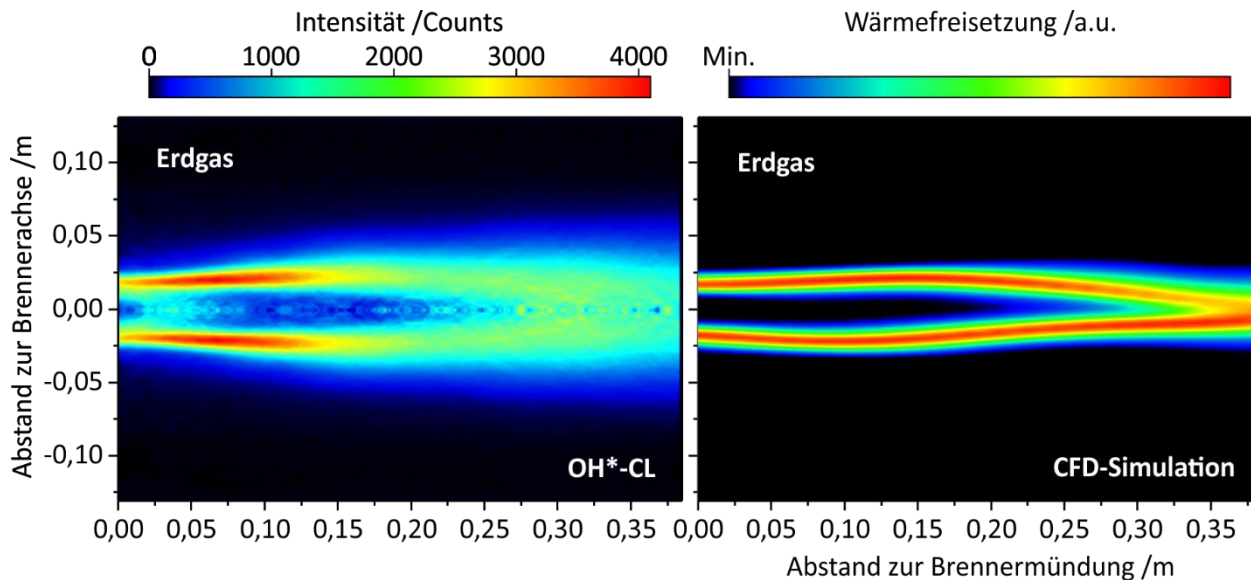 Intensität /Counts
0 1000 2000 3000 4000
Wärmefreisetzung /a.u.
Min.
Abstand zur Brennerachse /m
0,10
0,05
0,00
-0,05
-0,10
Erdgas
OH*-CL
0,00 0,05 0,10 0,15 0,20 0,25 0,30 0,35
Erdgas
CFD-Simulation
0,00 0,05 0,10 0,15 0,20 0,25 0,30 0,35
Abstand zur Brennermündung /m